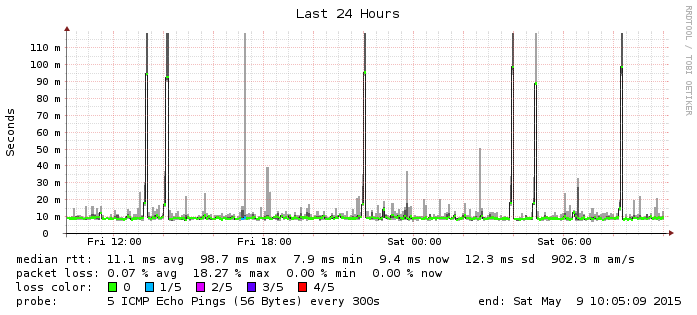 Last 24 Hours
RRDTOOL / TOBI OETIKER
Seconds
110 m
100 m
90 m
80 m
70 m
60 m
50 m
40 m
30 m
20 m
10 m
0
Fri 12:00 Fri 18:00 Sat 00:00 Sat 06:00
median rtt: 11.1 ms avg 98.7 ms max 7.9 ms min 9.4 ms now 12.3 ms sd 902.3 m am/s
packet loss: 0.07 % avg 18.27 % max 0.00 % min 0.00 % now
loss color: 0 1/5 2/5 3/5 4/5
probe: 5 ICMP Echo Pings (56 Bytes) every 300s end: Sat May 9 10:05:09 2015